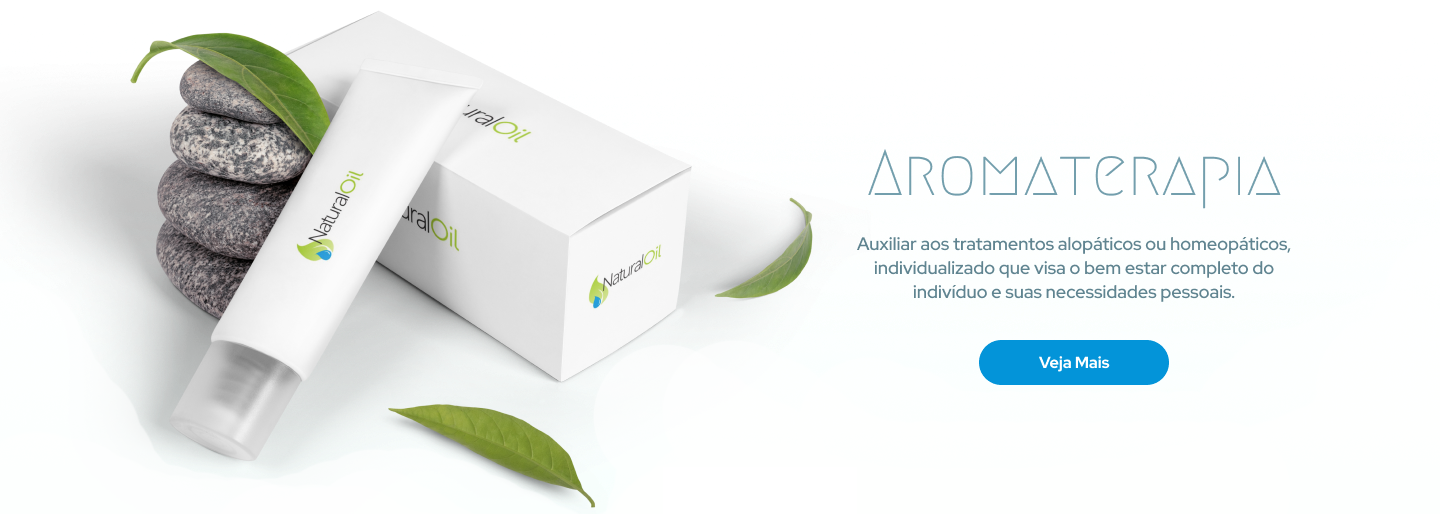 NaturalOil
uralOil
uralOil
NaturalOil
Aromaterapia
Auxiliar aos tratamentos alopáticos ou homeopáticos,
individualizado que visa o bem estar completo do
indivíduo e suas necessidades pessoais.
Veja Mais